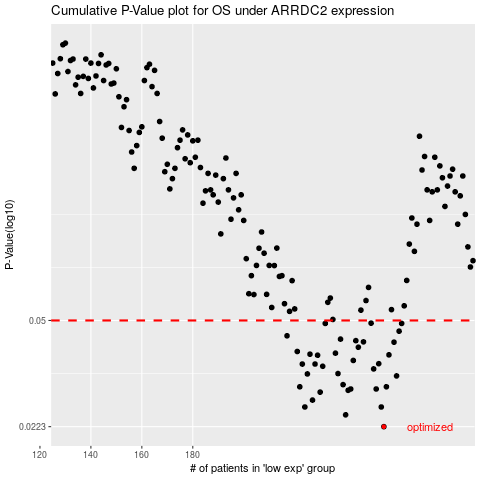 Cumulative P-Value plot for OS under ARRDC2 expression
P-Value(log10)
0.05
0.0223
optimized
120 140 160 180
# of patients in 'low exp' group